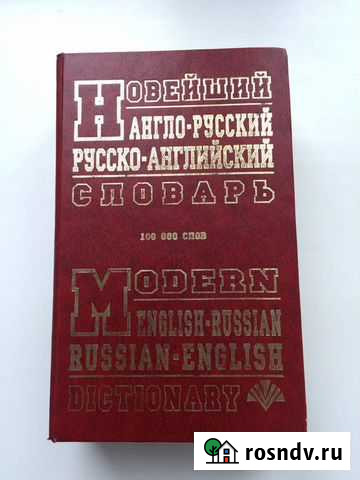 НОВЕЙШИЙ
АНГЛО-РУССКИЙ
РУССКО-АНГЛИЙСКИЙ
СЛОВАРЬ
100 000 СЛОВ
MODERN
ENGLISH-RUSSIAN
RUSSIAN-ENGLISH
DICTIONARY
rosndv.ru